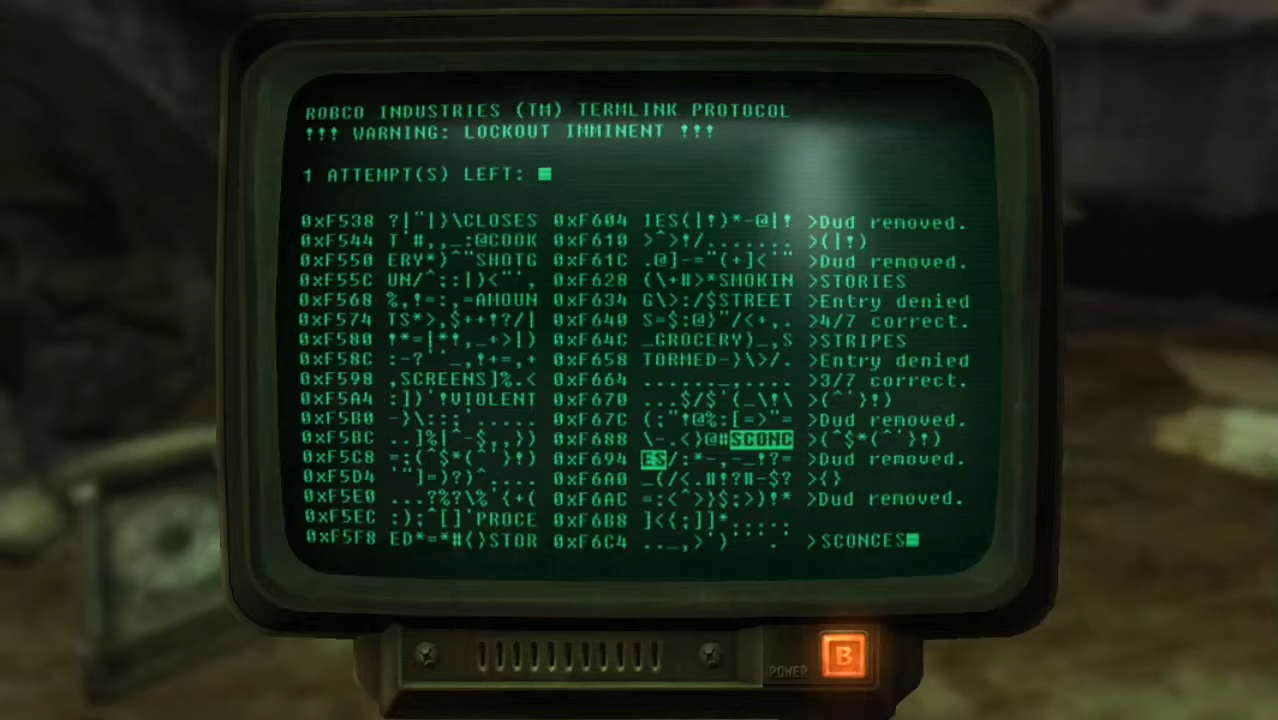 ROBCO INDUSTRIES (TM) TERMLINK PROTOCOL
!!! WARNING: LOCKOUT IMMINENT !!!
1 ATTEMPT(S) LEFT:
0xF538 ?|"|}\CLOSES 0xF604 IES(|!)*-@|! >Dud removed.
0xF544 T'#,,_:@COOK 0xF610 >^>!/....... >(|!)
0xF550 ERY*)^"SHOTG 0xF61C .@]-="(+]<'" >Dud removed.
0xF55C UN/^;:|)<"', 0xF628 (\+#>*SMOKIN >STORIES
0xF568 %,!=:,=AMOUN 0xF634 G\>:/$STREET >Entry denied
0xF574 TS*>,$++!?/| 0xF640 S=$:@}"/<+,. >4/7 correct.
0xF580 !*=|*!,_+>|) 0xF64C _GROCERY)_,S >STRIPES
0xF58C :-?''_,!+=,+ 0xF658 TORMED-}\>/. >Entry denied
0xF598 ,SCREENS]%.< 0xF664 ......_,.... >3/7 correct.
0xF5A4 :])'!VIOLENT 0xF670 ...$/$'(_\!\ >(^'}!)
0xF5B0 -}\:::'..... 0xF67C (:"!@%:[=>"= >Dud removed.
0xF5BC ..]%|^-$,,}) 0xF688 \-.<}@#SCONC >(^$*(^'}!)
0xF5C8 =;(^$*(^'}!) 0xF694 ES/:*-,-_!?= >Dud removed.
0xF5D4 '"]=)?)^.... 0xF6A0 _(/<.#!?#-$? >{}
0xF5E0 ...?%?\%'{+( 0xF6AC =:<^>}$;>)!* >Dud removed.
0xF5EC :);^[]'PROCE 0xF6B8 ]<<{;]]*.....
0xF5F8 ED*=*#{}STOR 0xF6C4 .._,>')'''.' >SCONCES
POWER
B